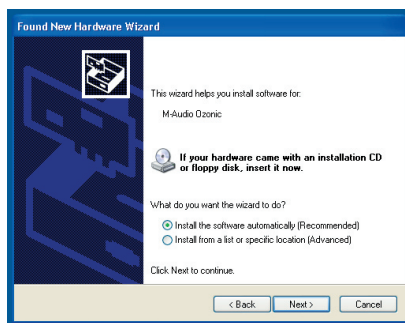 Found New Hardware Wizard
This wizard helps you install software for:
M-Audio Ozonic
If your hardware came with an installation CD
or floppy disk, insert it now.
What do you want the wizard to do?
Install the software automatically (Recommended)
Install from a list or specific location (Advanced)
Click Next to continue.
< Back Next > Cancel